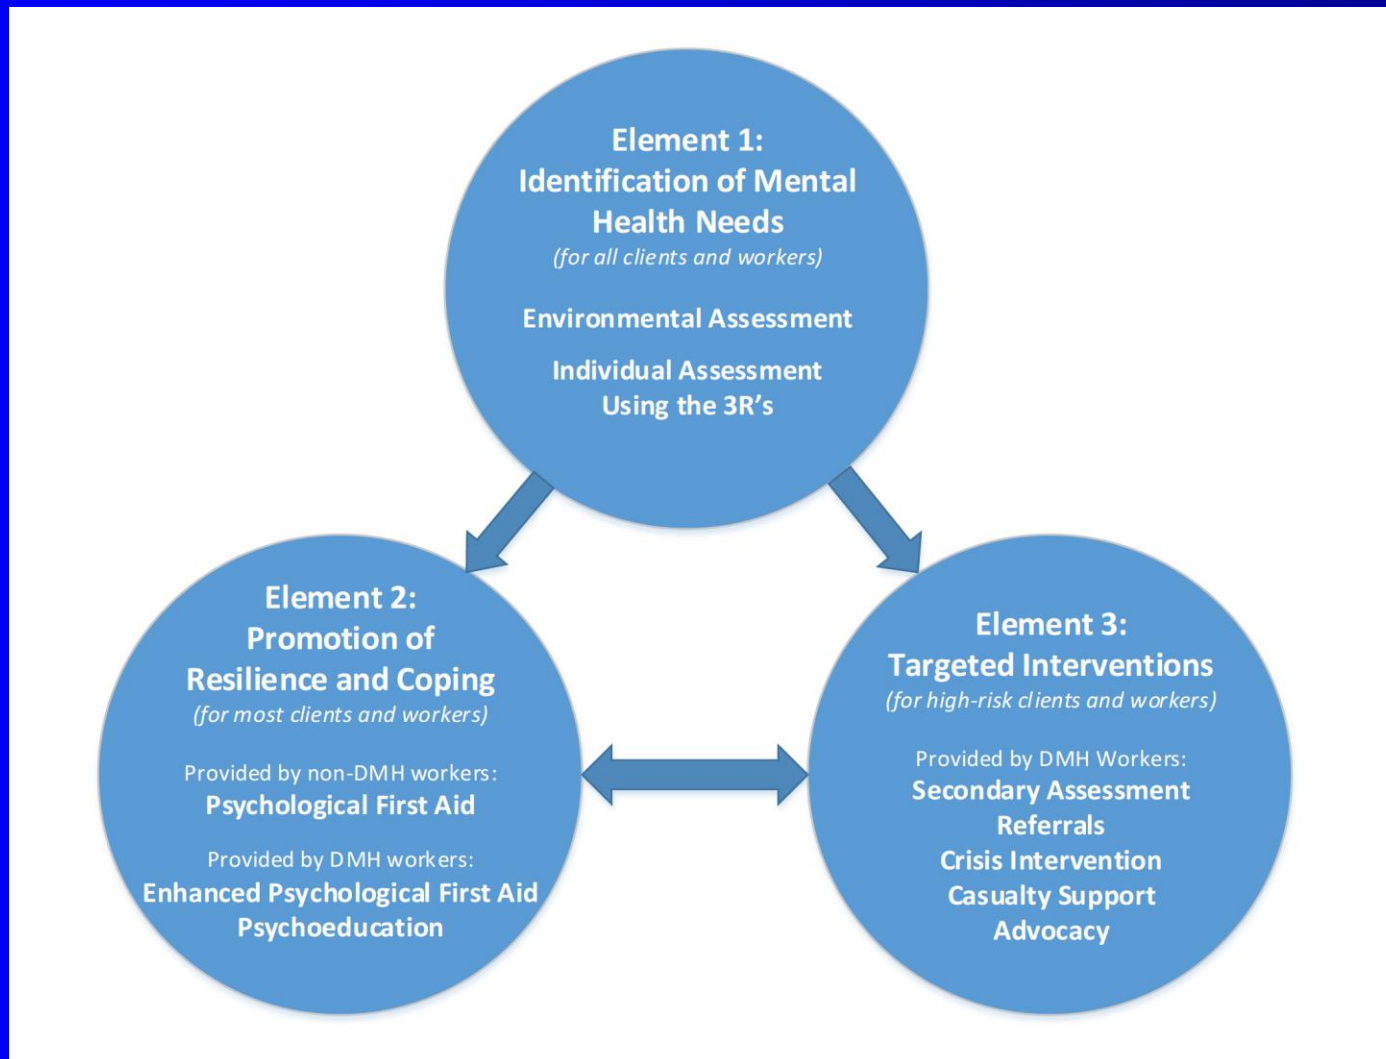 Element 1:
Identification of Mental
Health Needs
(for all clients and workers)
Environmental Assessment
Individual Assessment
Using the 3R’s
Element 2:
Promotion of
Resilience and Coping
(for most clients and workers)
Provided by non-DMH workers:
Psychological First Aid
Provided by DMH workers:
Enhanced Psychological First Aid
Psychoeducation
Element 3:
Targeted Interventions
(for high-risk clients and workers)
Provided by DMH Workers:
Secondary Assessment
Referrals
Crisis Intervention
Casualty Support
Advocacy